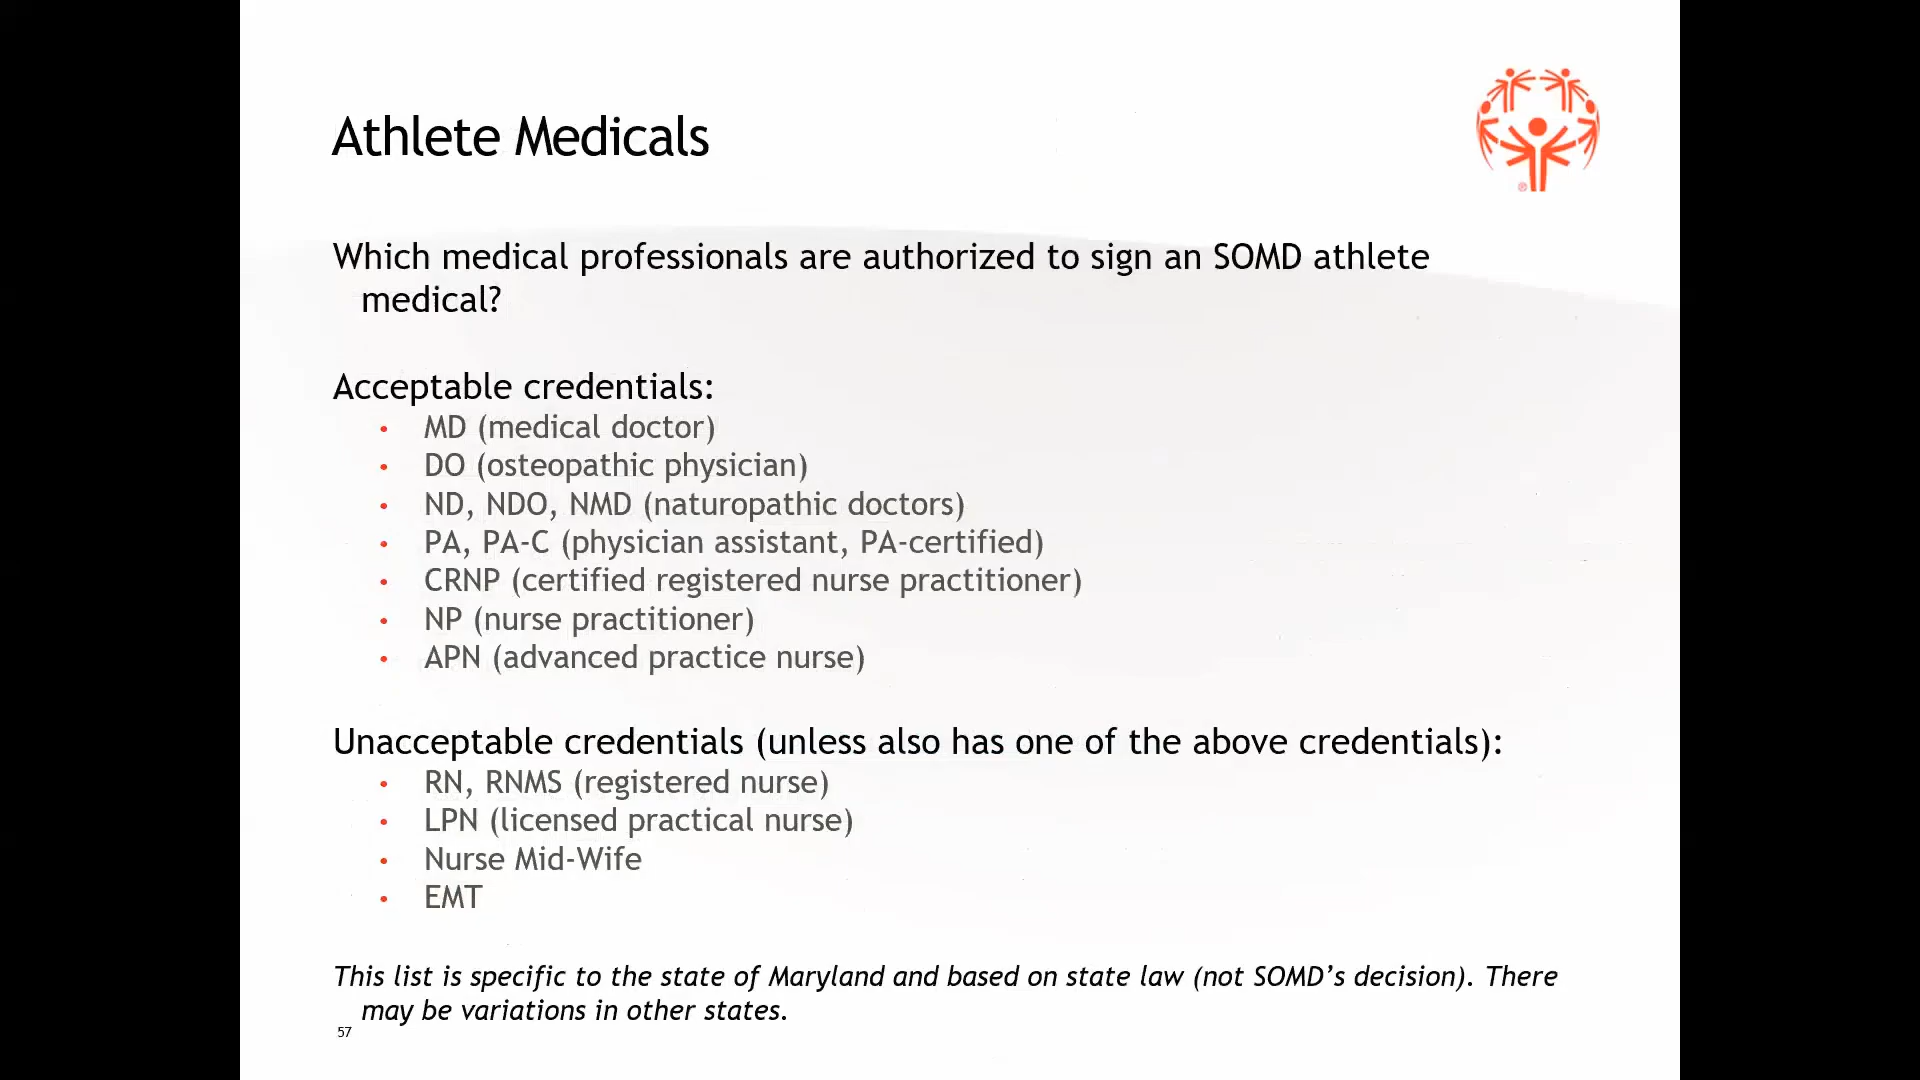 Athlete Medicals
Which medical professionals are authorized to sign an SOMD athlete
medical?
Acceptable credentials:
• MD (medical doctor)
• DO (osteopathic physician)
• ND, NDO, NMD (naturopathic doctors)
• PA, PA-C (physician assistant, PA-certified)
• CRNP (certified registered nurse practitioner)
• NP (nurse practitioner)
• APN (advanced practice nurse)
Unacceptable credentials (unless also has one of the above credentials):
• RN, RNMS (registered nurse)
• LPN (licensed practical nurse)
• Nurse Mid-Wife
• EMT
This list is specific to the state of Maryland and based on state law (not SOMD’s decision). There
may be variations in other states.
57
®